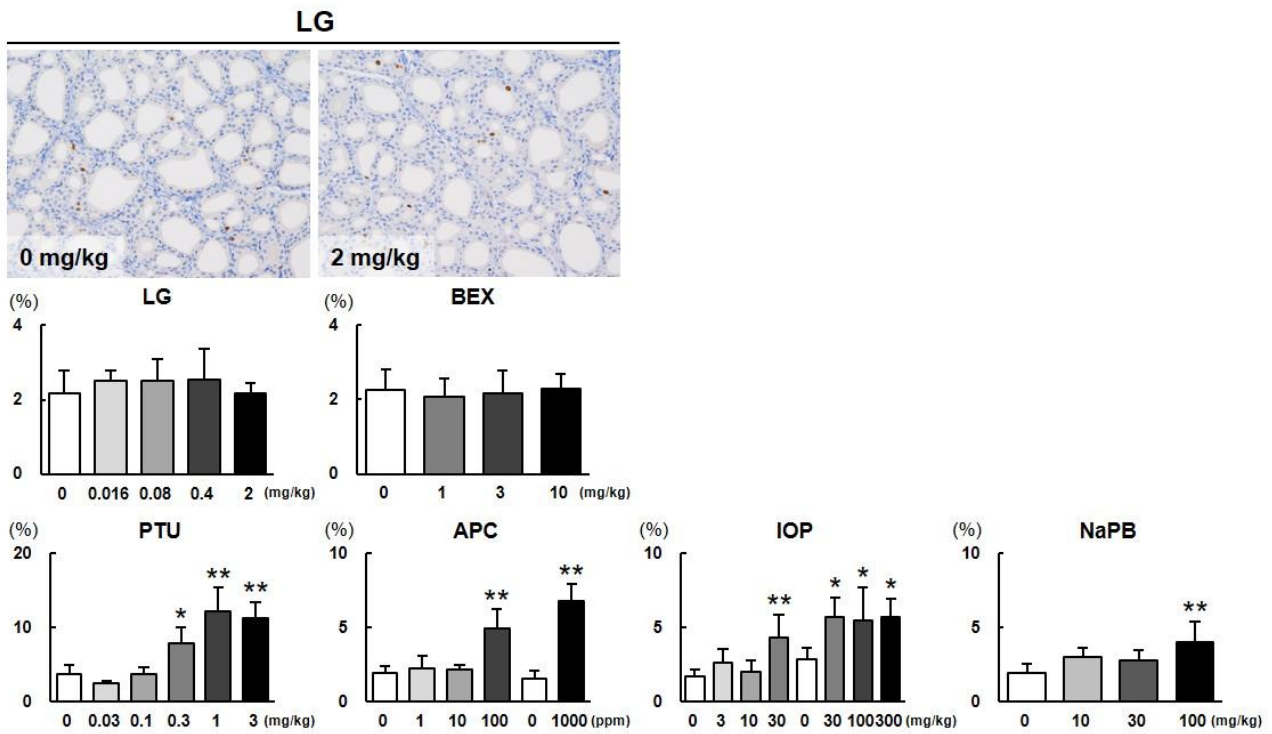 LG
0 mg/kg
2 mg/kg
(%) LG
4
2
0
0 0.016 0.08 0.4 2 (mg/kg)
(%) BEX
4
2
0
0 1 3 10 (mg/kg)
(%) PTU
20
10
0
* ** **
0 0.03 0.1 0.3 1 3 (mg/kg)
(%) APC
10
5
0
** **
0 1 10 100 0 1000 (ppm)
(%) IOP
10
5
0
** * * *
0 3 10 30 0 30 100 300 (mg/kg)
(%) NaPB
10
5
0
**
0 10 30 100 (mg/kg)